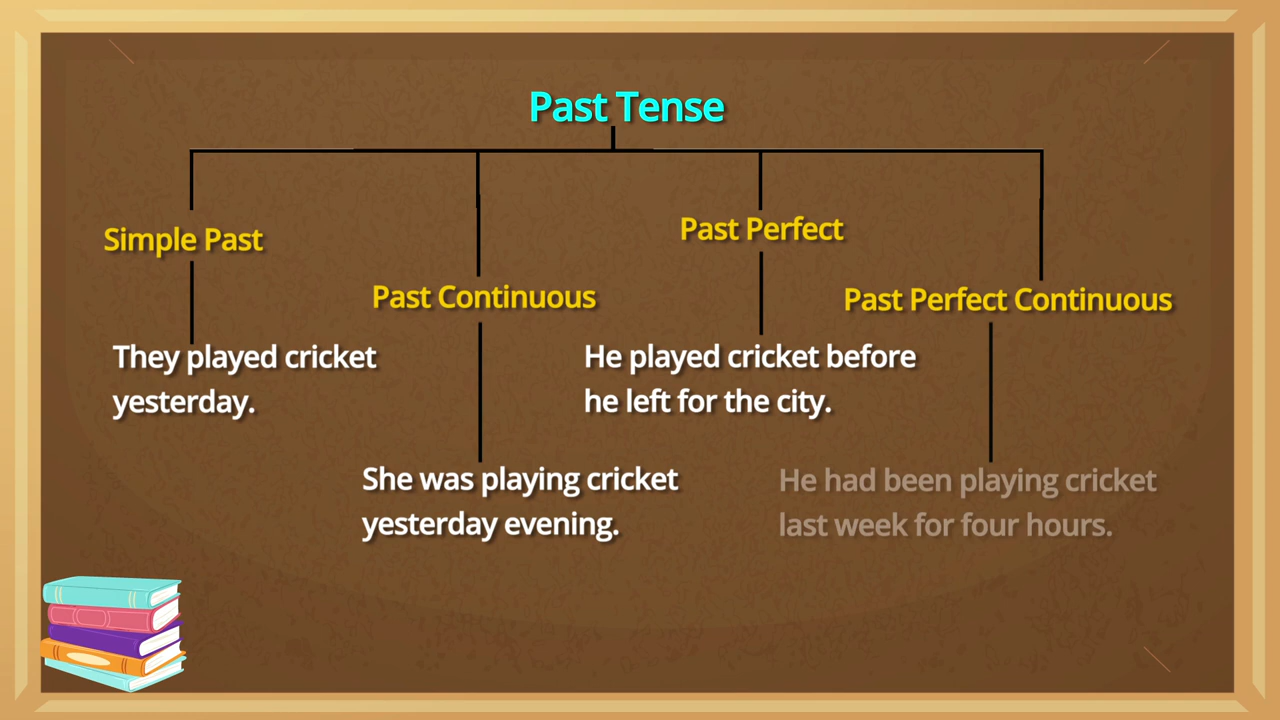 Past Tense
Simple Past
Past Continuous
Past Perfect
Past Perfect Continuous
They played cricket
yesterday.
She was playing cricket
yesterday evening.
He played cricket before
he left for the city.
He had been playing cricket
last week for four hours.